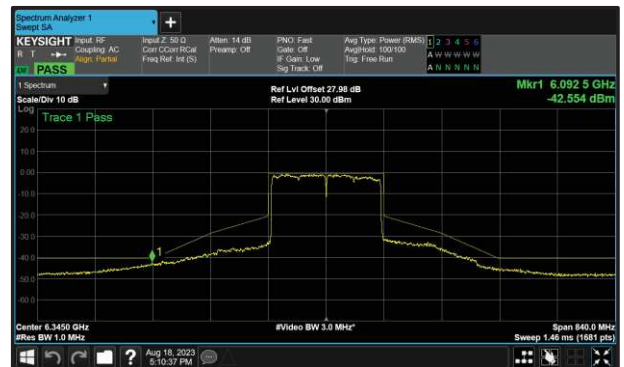 Spectrum Analyzer 1
Swept SA
+
KEYSIGHT
R T
PASS
Input: RF
Coupling: AC
Align: Partial
Input Z: 50 Ω
Corr CCorr RCal
Freq Ref: Int (S)
Atten: 14 dB
Preamp: Off
PNO: Fast
Gate: Off
IF Gain: Low
Sig Track: Off
Avg Type: Power (RMS)
Avg|Hold: 100/100
Trig: Free Run
1 2 3 4 5 6
A W W W W W
A N N N N N
1 Spectrum
Scale/Div 10 dB
Ref Lvl Offset 27.98 dB
Ref Level 30.00 dBm
Mkr1 6.092 5 GHz
-42.554 dBm
Log
Trace 1 Pass
20.0
10.0
0.00
-10.0
-20.0
-30.0
-40.0
-50.0
-60.0
1
Center 6.3450 GHz
#Res BW 1.0 MHz
#Video BW 3.0 MHz*
Span 840.0 MHz
Sweep 1.46 ms (1681 pts)
?
Aug 18, 2023
5:10:37 PM